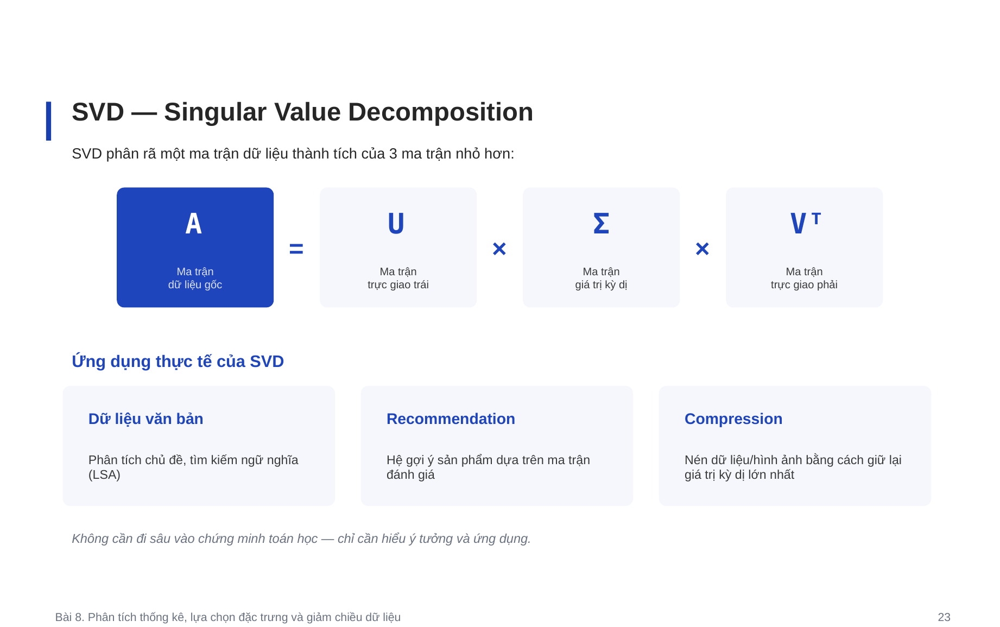 SVD — Singular Value Decomposition
SVD phân rã một ma trận dữ liệu thành tích của 3 ma trận nhỏ hơn:
A
Ma trận
dữ liệu gốc
=
U
Ma trận
trực giao trái
×
Σ
Ma trận
giá trị kỳ dị
×
Vᵀ
Ma trận
trực giao phải
Ứng dụng thực tế của SVD
Dữ liệu văn bản
Phân tích chủ đề, tìm kiếm ngữ nghĩa
(LSA)
Recommendation
Hệ gợi ý sản phẩm dựa trên ma trận
đánh giá
Compression
Nén dữ liệu/hình ảnh bằng cách giữ lại
giá trị kỳ dị lớn nhất
Không cần đi sâu vào chứng minh toán học — chỉ cần hiểu ý tưởng và ứng dụng.
Bài 8. Phân tích thống kê, lựa chọn đặc trưng và giảm chiều dữ liệu
23